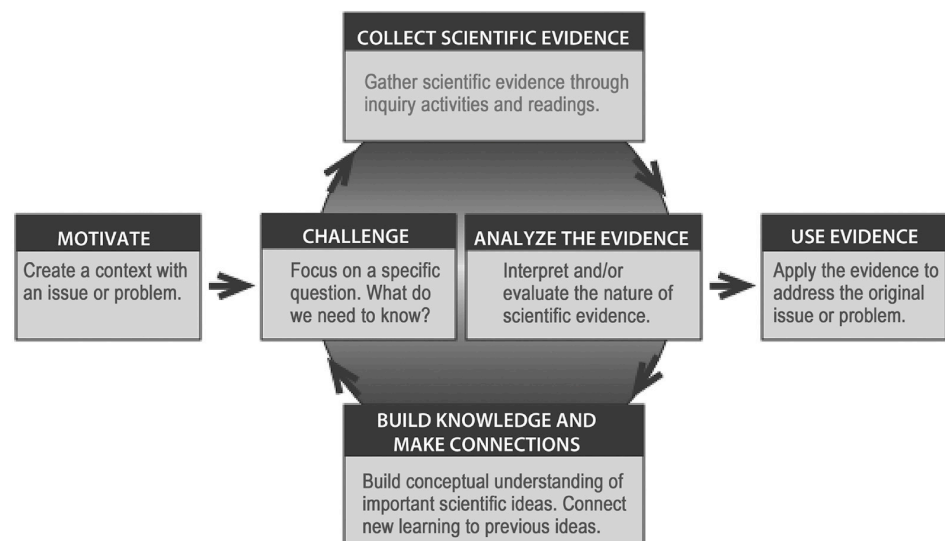 COLLECT SCIENTIFIC EVIDENCE
Gather scientific evidence through
inquiry activities and readings.
MOTIVATE
Create a context with
an issue or problem.
CHALLENGE
Focus on a specific
question. What do
we need to know?
ANALYZE THE EVIDENCE
Interpret and/or
evaluate the nature of
scientific evidence.
USE EVIDENCE
Apply the evidence to
address the original
issue or problem.
BUILD KNOWLEDGE AND
MAKE CONNECTIONS
Build conceptual understanding of
important scientific ideas. Connect
new learning to previous ideas.